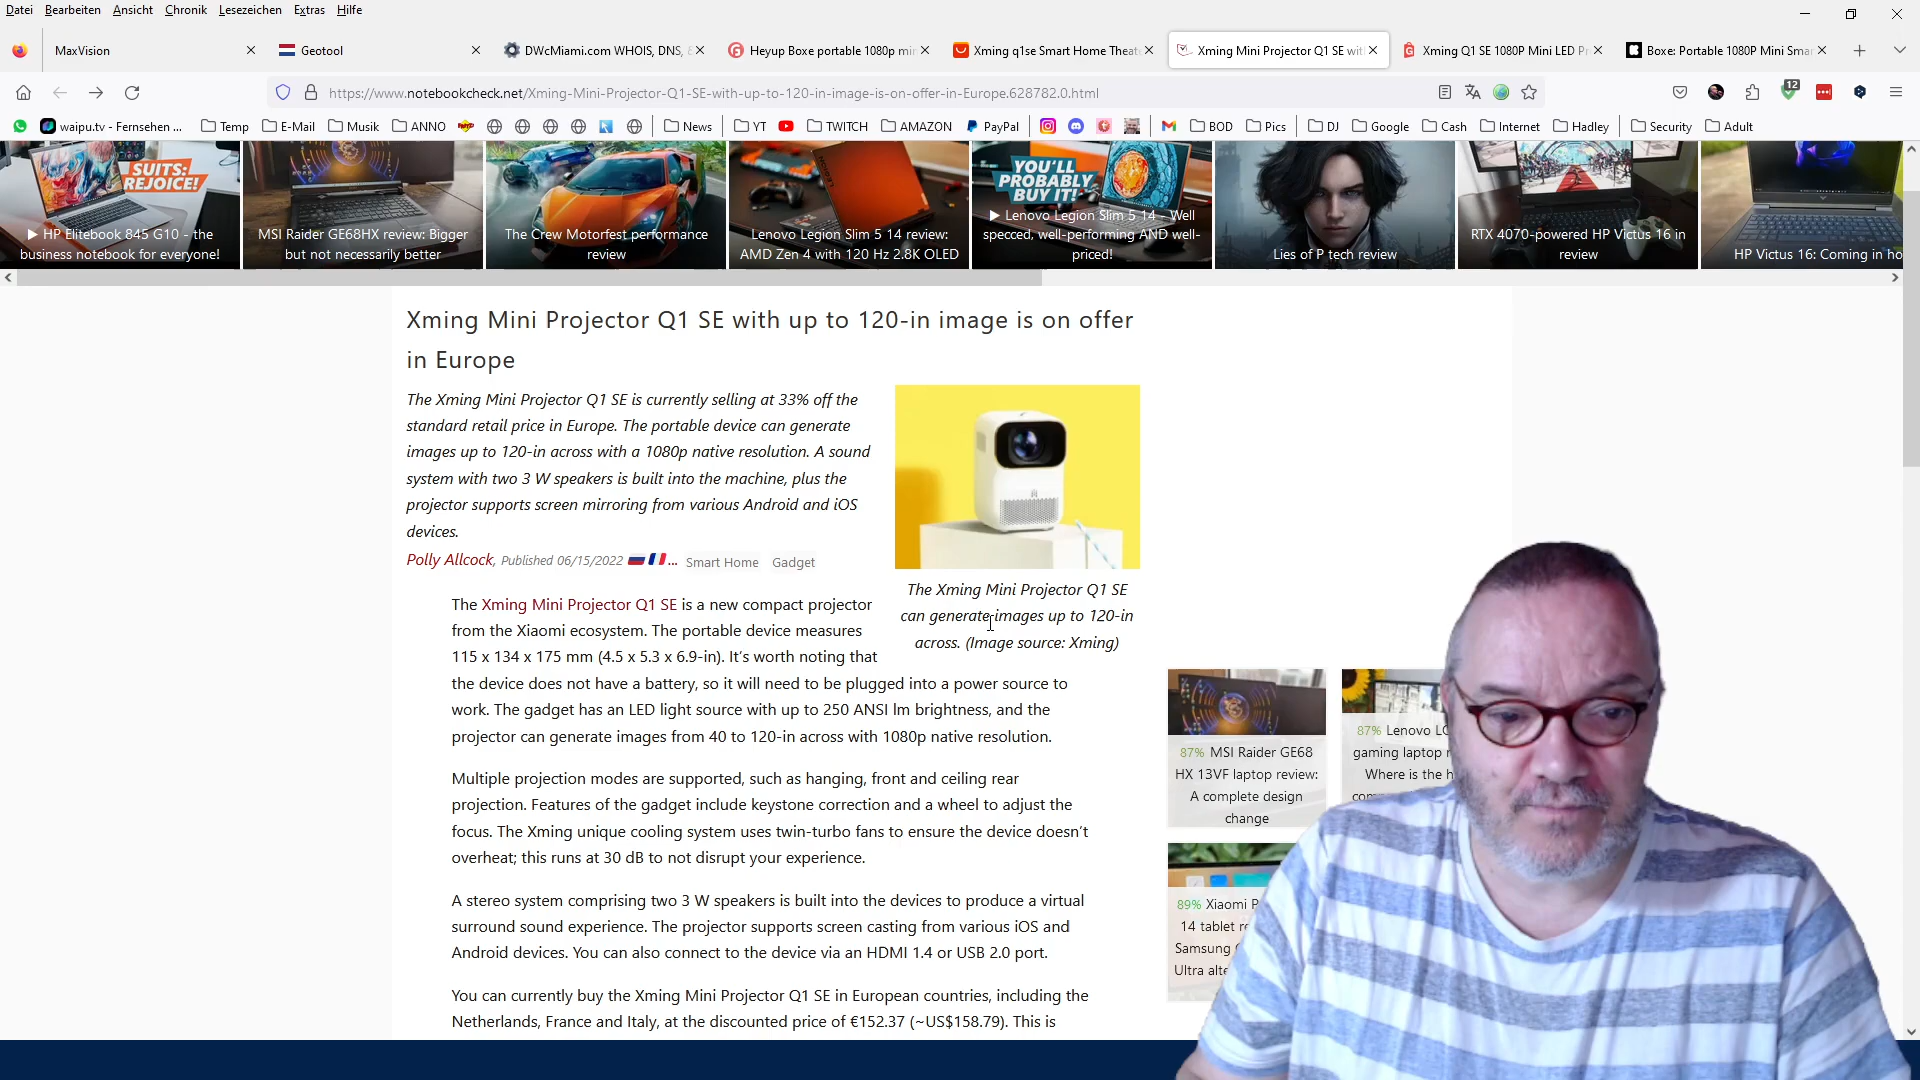 Datei Bearbeiten Ansicht Chronik Lesezeichen Extras Hilfe
MaxVision
Geotool
DWcMiami.com WHOIS, DNS,
Heyup Boxe portable 1080p mi
Xming q1se Smart Home Theat
Xming Mini Projector Q1 SE wit
Xming Q1 SE 1080P Mini LED P
Boxe: Portable 1080P Mini Sma
https://www.notebookcheck.net/Xming-Mini-Projector-Q1-SE-with-up-to-120-in-image-is-on-offer-in-Europe.628782.0.html
12
waipu.tv - Fernsehen ... Temp E-Mail Musik ANNO News YT TWITCH AMAZON PayPal BOD Pics DJ Google Cash Internet Hadley Security Adult
SUITS:
REJOICE!
▶ HP Elitebook 845 G10 - the
business notebook for everyone!
MSI Raider GE68HX review: Bigger
but not necessarily better
The Crew Motorfest performance
review
Lenovo Legion Slim 5 14 review:
AMD Zen 4 with 120 Hz 2.8K OLED
YOU'LL
PROBABLY
BUY IT!
▶ Lenovo Legion Slim 5 14 - Well
specced, well-performing AND well-
priced!
Lies of P tech review
RTX 4070-powered HP Victus 16 in
review
HP Victus 16: Coming in ho
Xming Mini Projector Q1 SE with up to 120-in image is on offer
in Europe
The Xming Mini Projector Q1 SE is currently selling at 33% off the
standard retail price in Europe. The portable device can generate
images up to 120-in across with a 1080p native resolution. A sound
system with two 3 W speakers is built into the machine, plus the
projector supports screen mirroring from various Android and iOS
devices.
Polly Allcock, Published 06/15/2022 ... Smart Home Gadget
The Xming Mini Projector Q1 SE
can generate images up to 120-in
across. (Image source: Xming)
The Xming Mini Projector Q1 SE is a new compact projector
from the Xiaomi ecosystem. The portable device measures
115 x 134 x 175 mm (4.5 x 5.3 x 6.9-in). It's worth noting that
the device does not have a battery, so it will need to be plugged into a power source to
work. The gadget has an LED light source with up to 250 ANSI lm brightness, and the
projector can generate images from 40 to 120-in across with 1080p native resolution.
Multiple projection modes are supported, such as hanging, front and ceiling rear
projection. Features of the gadget include keystone correction and a wheel to adjust the
focus. The Xming unique cooling system uses twin-turbo fans to ensure the device doesn't
overheat; this runs at 30 dB to not disrupt your experience.
A stereo system comprising two 3 W speakers is built into the devices to produce a virtual
surround sound experience. The projector supports screen casting from various iOS and
Android devices. You can also connect to the device via an HDMI 1.4 or USB 2.0 port.
You can currently buy the Xming Mini Projector Q1 SE in European countries, including the
Netherlands, France and Italy, at the discounted price of €152.37 (~US$158.79). This is
87% MSI Raider GE68
HX 13VF laptop review:
A complete design
change
87% Lenovo LO
gaming laptop r
Where is the h
com
89% Xiaomi P
14 tablet re
Samsung
Ultra alte